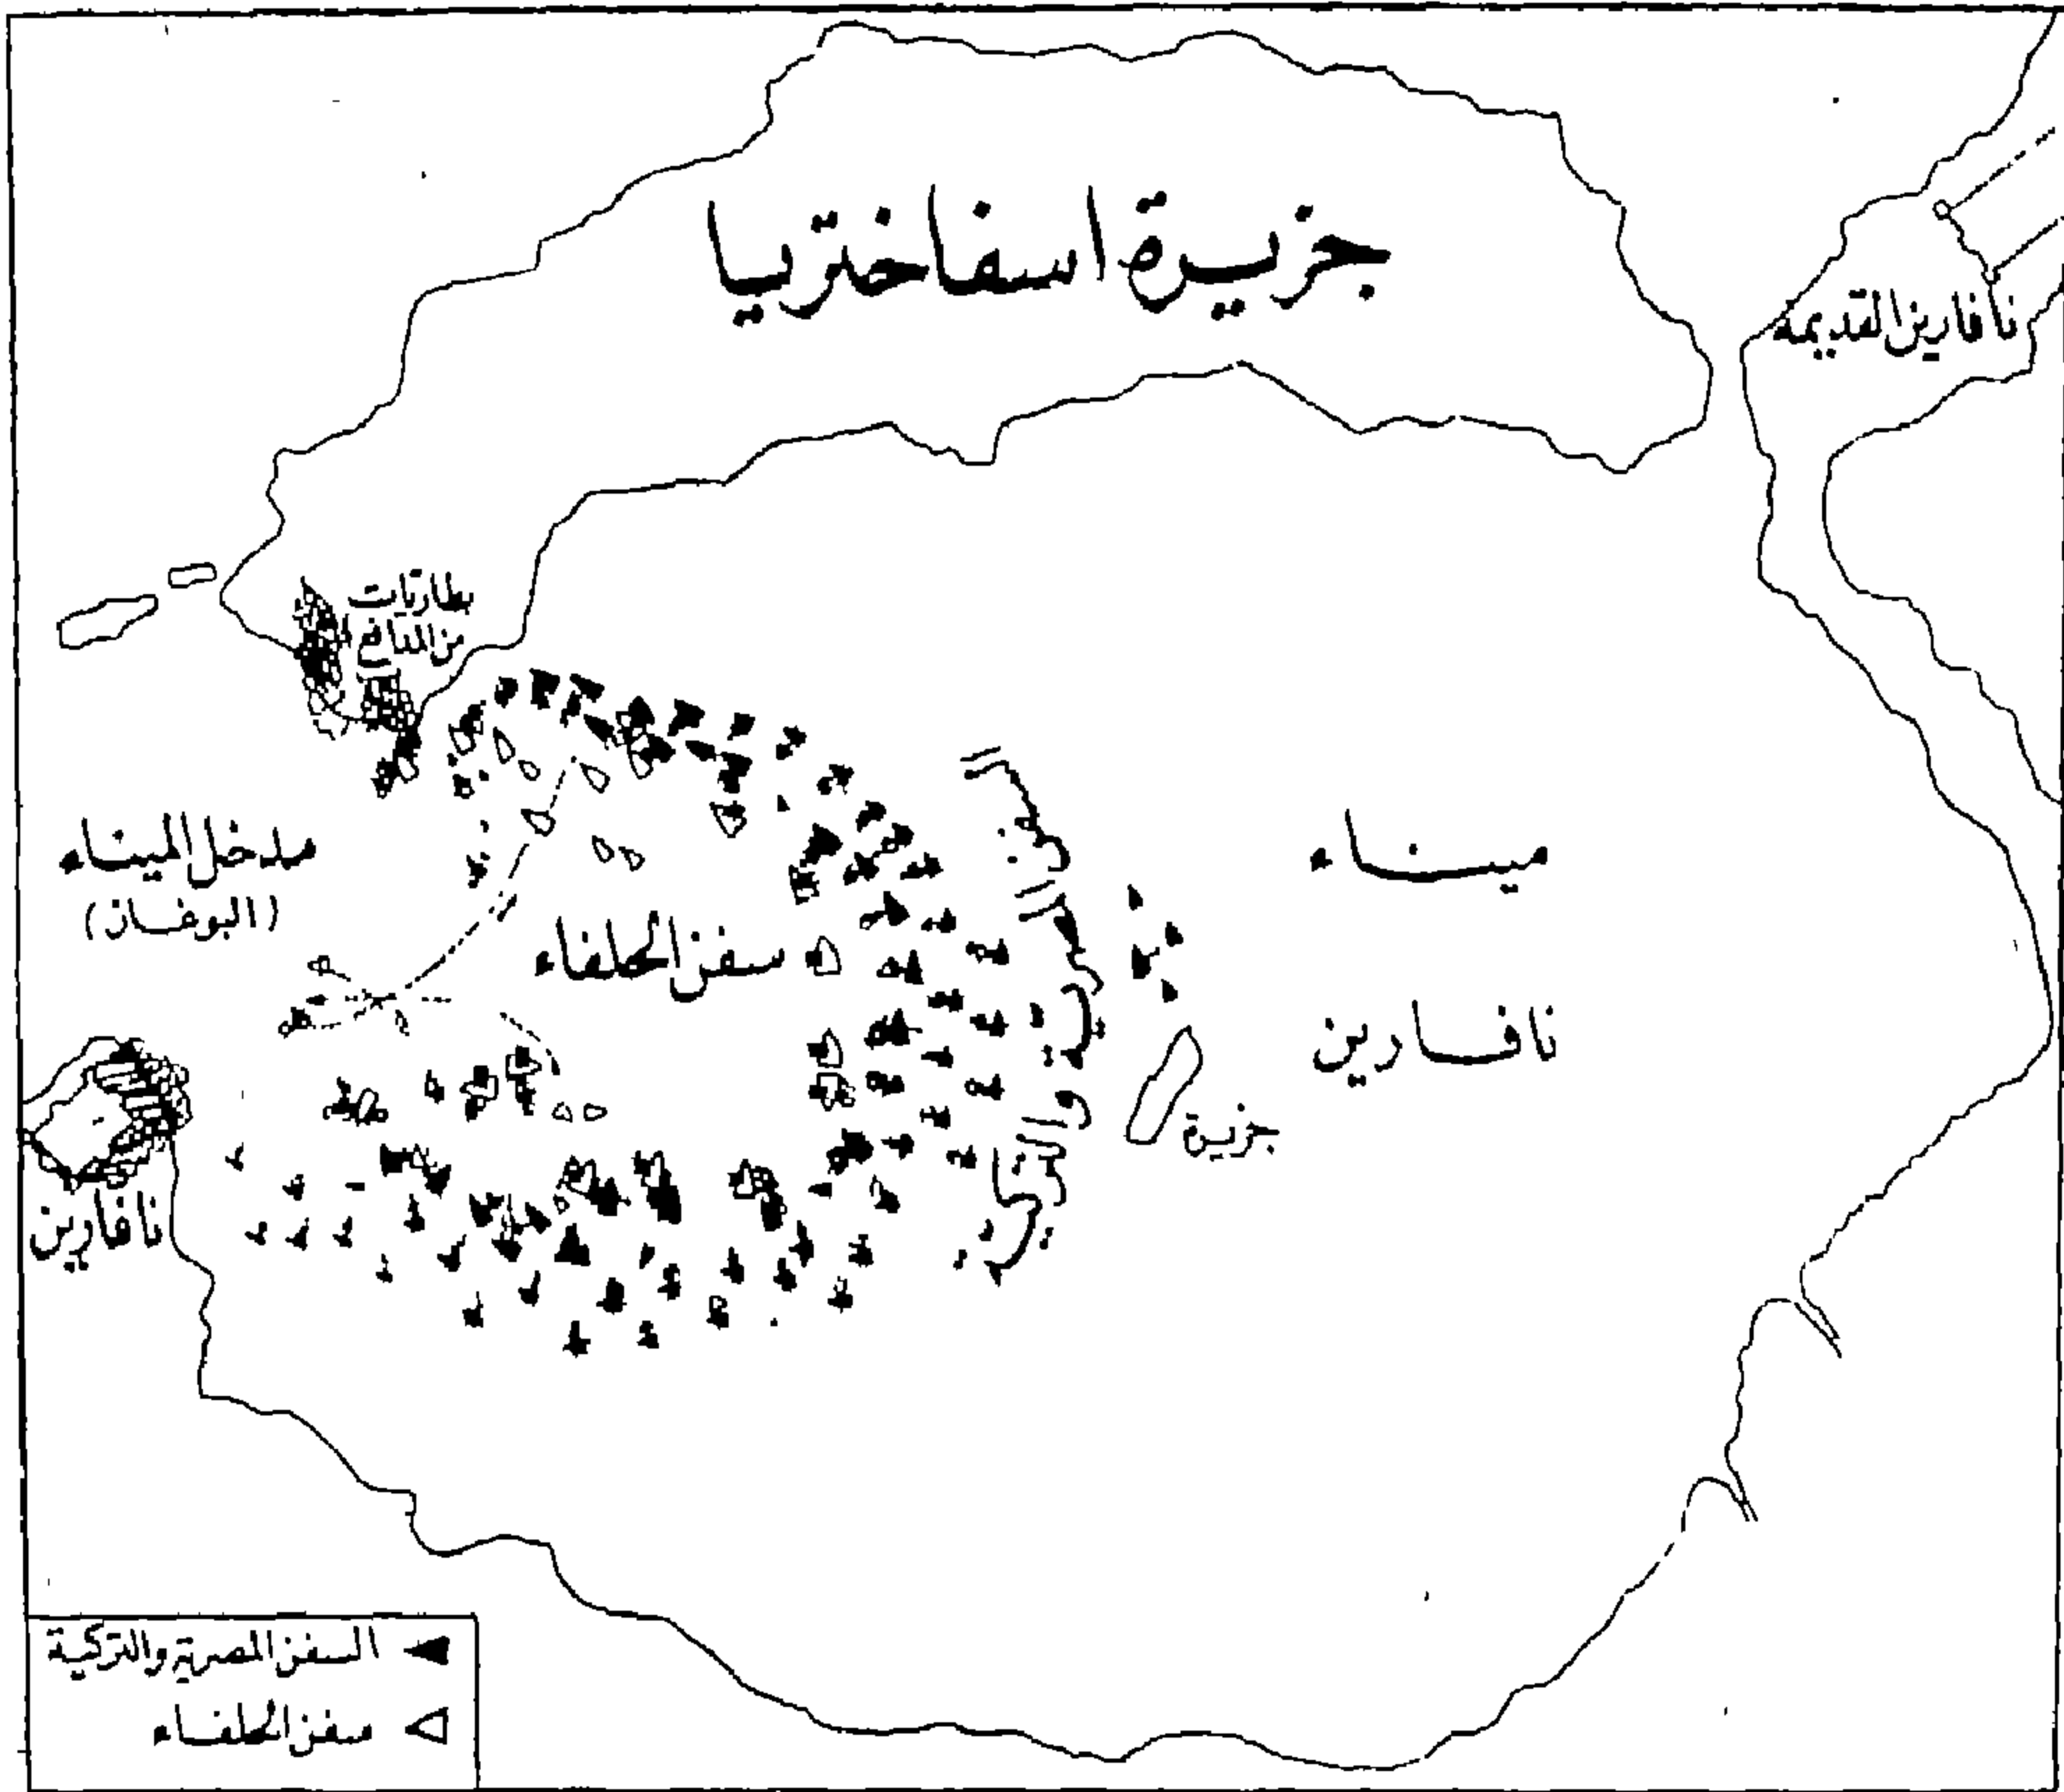 جزيرة اسفاختريا
نافارين القديمة
بطاريات
من المدافع
مدخل الميناء
(البوغاز)
سفن الحلفاء
ميناء
نافارين
جزيرة
نافارين
السفن المصرية والتركية
سفن الحلفاء